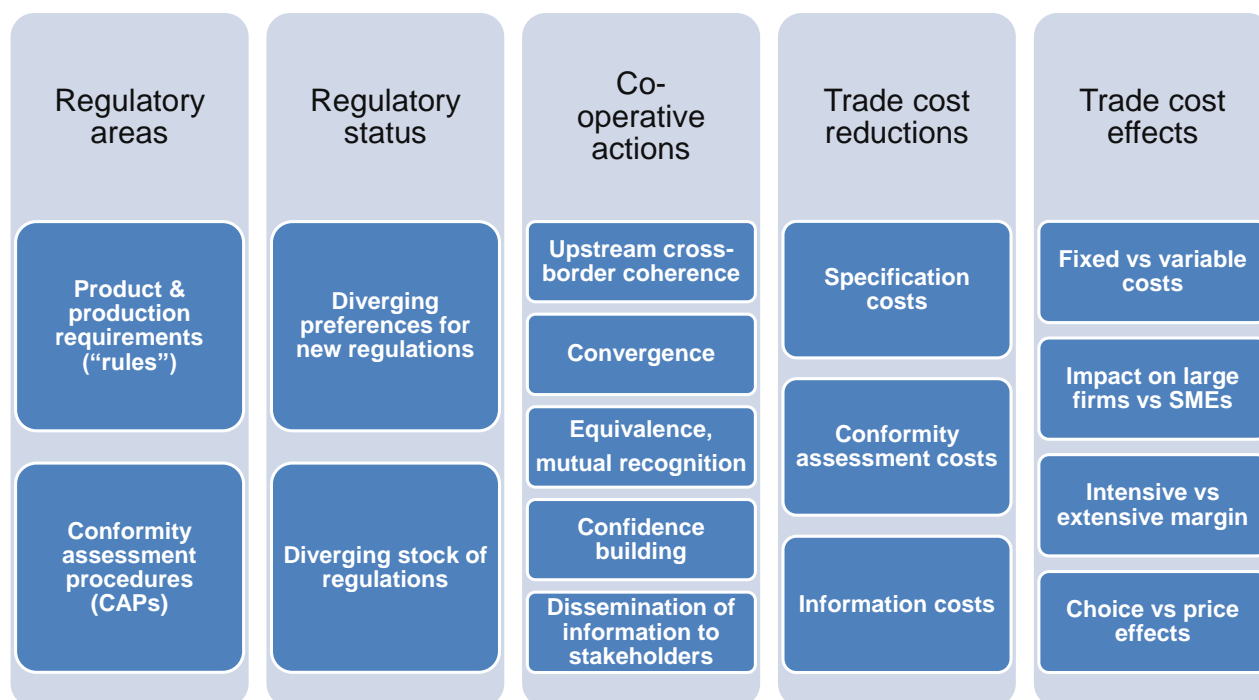 Regulatory
areas
Product &
production
requirements
(“rules”)
Conformity
assessment
procedures
(CAPs)
Regulatory
status
Diverging
preferences for
new regulations
Diverging stock of
regulations
Co-
operative
actions
Upstream cross-
border coherence
Convergence
Equivalence,
mutual recognition
Confidence
building
Dissemination of
information to
stakeholders
Trade cost
reductions
Specification
costs
Conformity
assessment costs
Information costs
Trade cost
effects
Fixed vs variable
costs
Impact on large
firms vs SMEs
Intensive vs
extensive margin
Choice vs price
effects